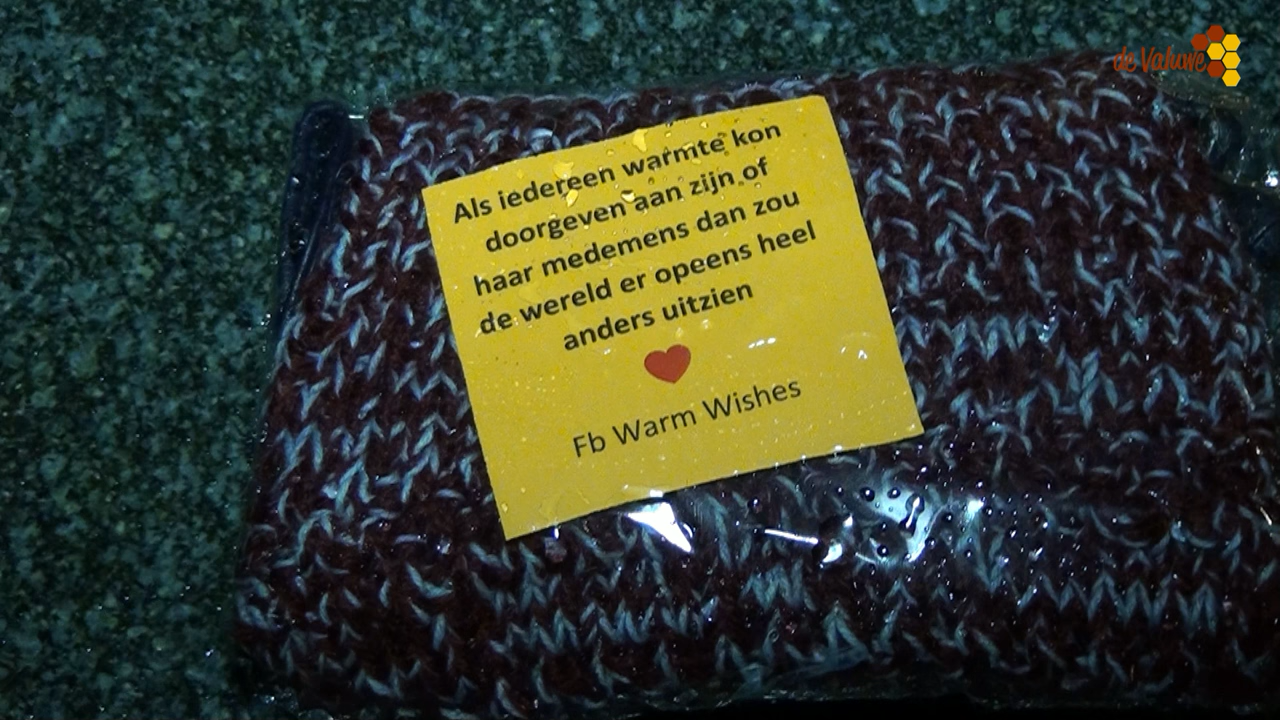 de Valuwe
Als iedereen warmte kon
doorgeven aan zijn of
haar medemens dan zou
de wereld er opeens heel
anders uitzien
Fb Warm Wishes